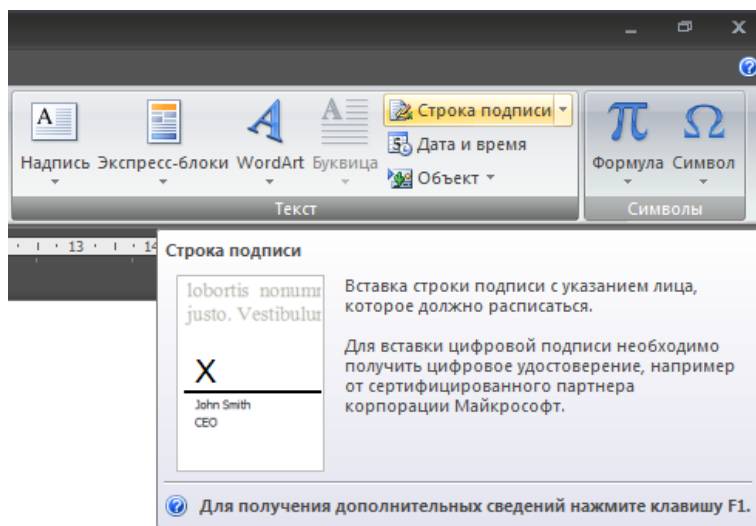 Строка подписи
Надпись Экспресс-блоки WordArt Буквица
Дата и время
Объект
Формула Символ
Текст
Символы
13 14
Строка подписи
lobortis nonumm
justo. Vestibulur
X
John Smith
CEO
Вставка строки подписи с указанием лица,
которое должно расписаться.
Для вставки цифровой подписи необходимо
получить цифровое удостоверение, например
от сертифицированного партнера
корпорации Майкрософт.
Для получения дополнительных сведений нажмите клавишу F1.